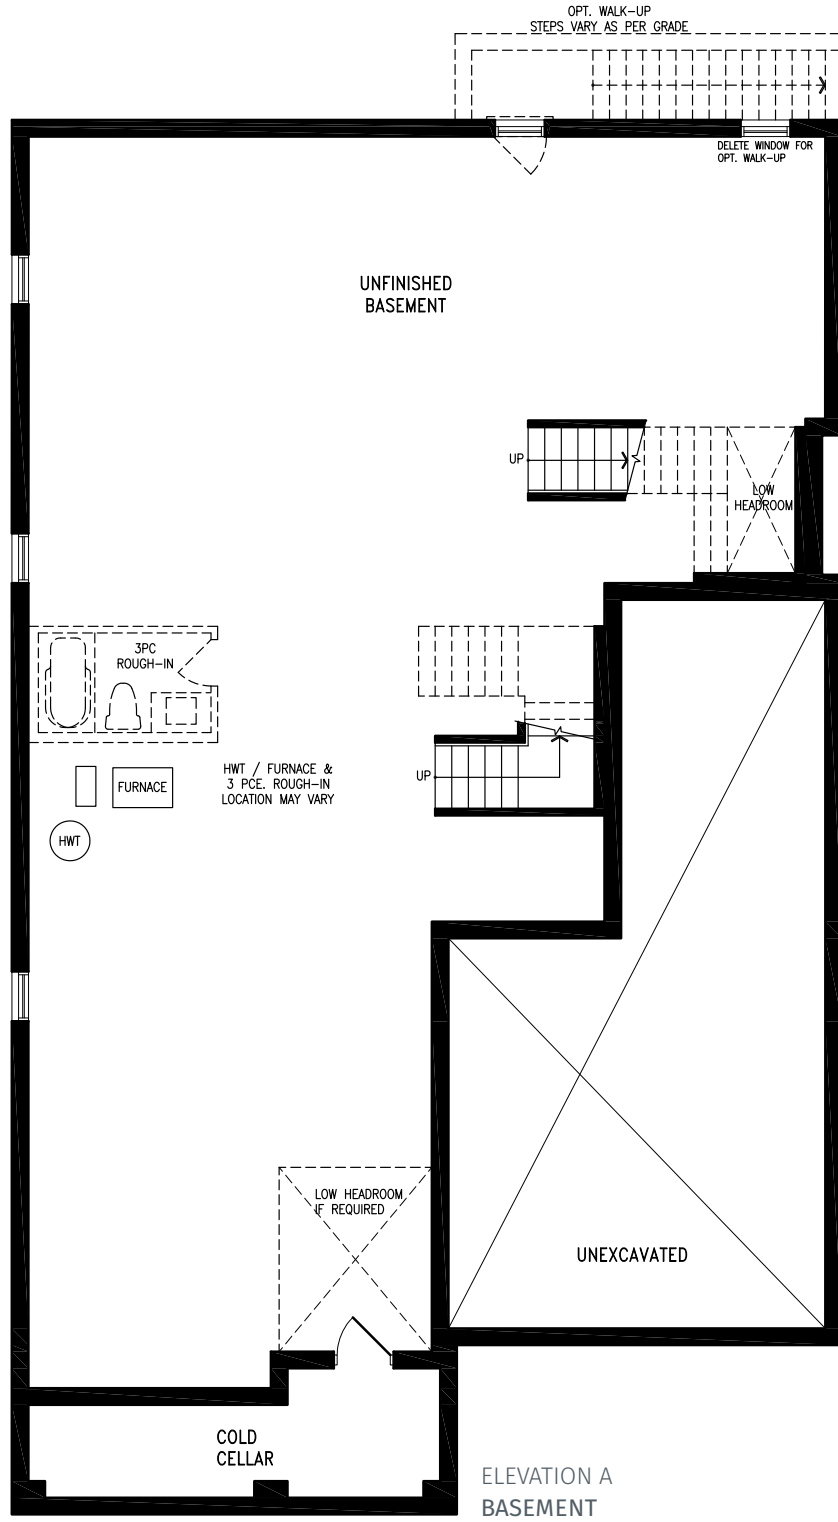 OPT. WALK-UP
STEPS VARY AS PER GRADE
DELETE WINDOW FOR
OPT. WALK-UP
UNFINISHED
BASEMENT
UP
LOW
HEADROOM
3PC
ROUGH-IN
HWT / FURNACE &
3 PCE. ROUGH-IN
LOCATION MAY VARY
UP
FURNACE
HWT
LOW HEADROOM
IF REQUIRED
UNEXCAVATED
COLD
CELLAR
ELEVATION A
BASEMENT